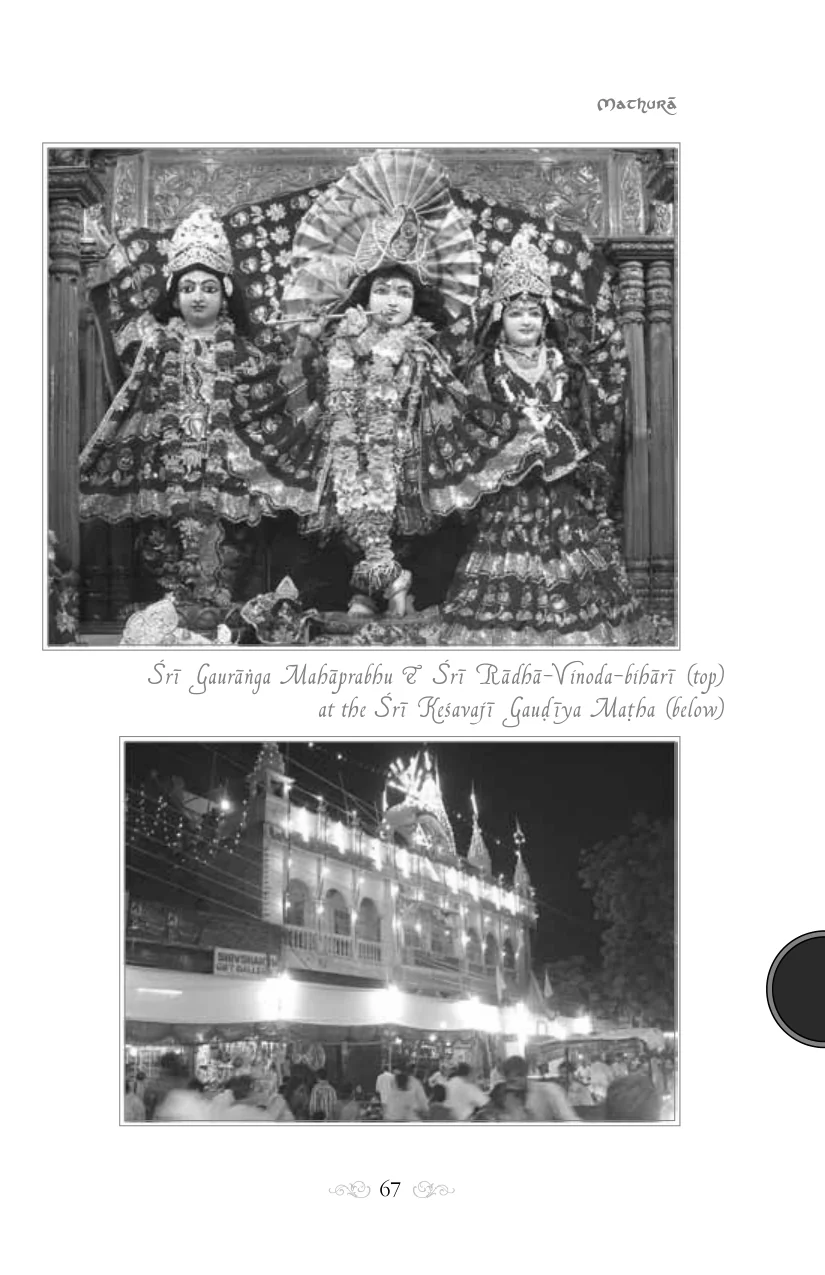 Mathurā
Śrī Gaurāṅga Mahāprabhu & Śrī Rādhā-Vinoda-bihārī (top)
at the Śrī Keśavajī Gauḍīya Maṭha (below)
67